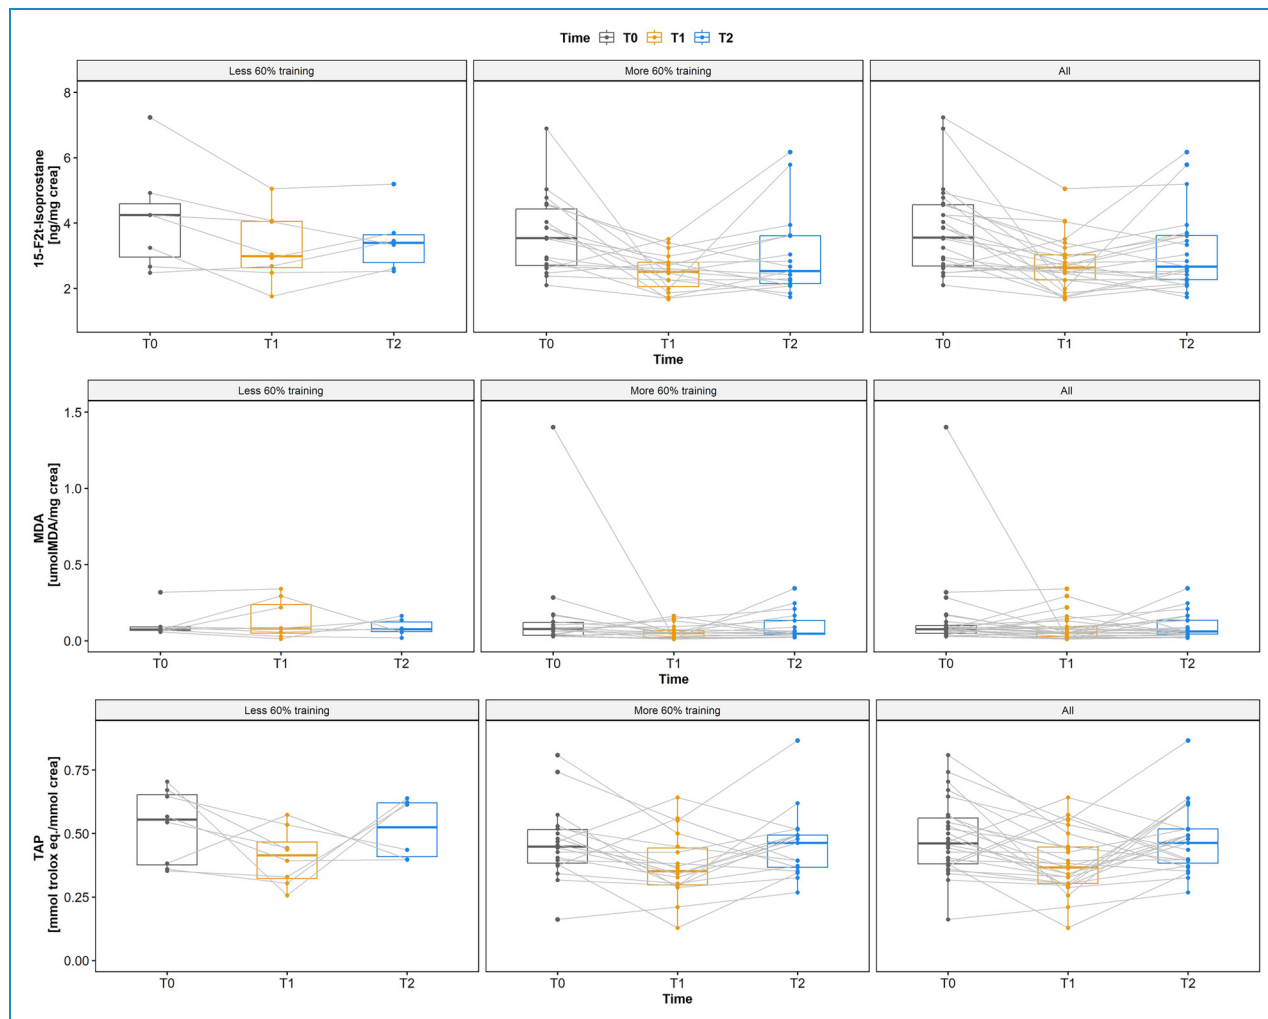 Time T0 T1 T2
Less 60% training More 60% training All
15-F2t-Isoprostane
[ng/mg crea]
8
6
4
2
T0 T1 T2 T0 T1 T2 T0 T1 T2
Time
Less 60% training More 60% training All
MDA
[umolMDA/mg crea]
1.5
1.0
0.5
0.0
T0 T1 T2 T0 T1 T2 T0 T1 T2
Time
Less 60% training More 60% training All
TAP
[mmol trolox eq./mmol crea]
0.75
0.50
0.25
0.00
T0 T1 T2 T0 T1 T2 T0 T1 T2
Time